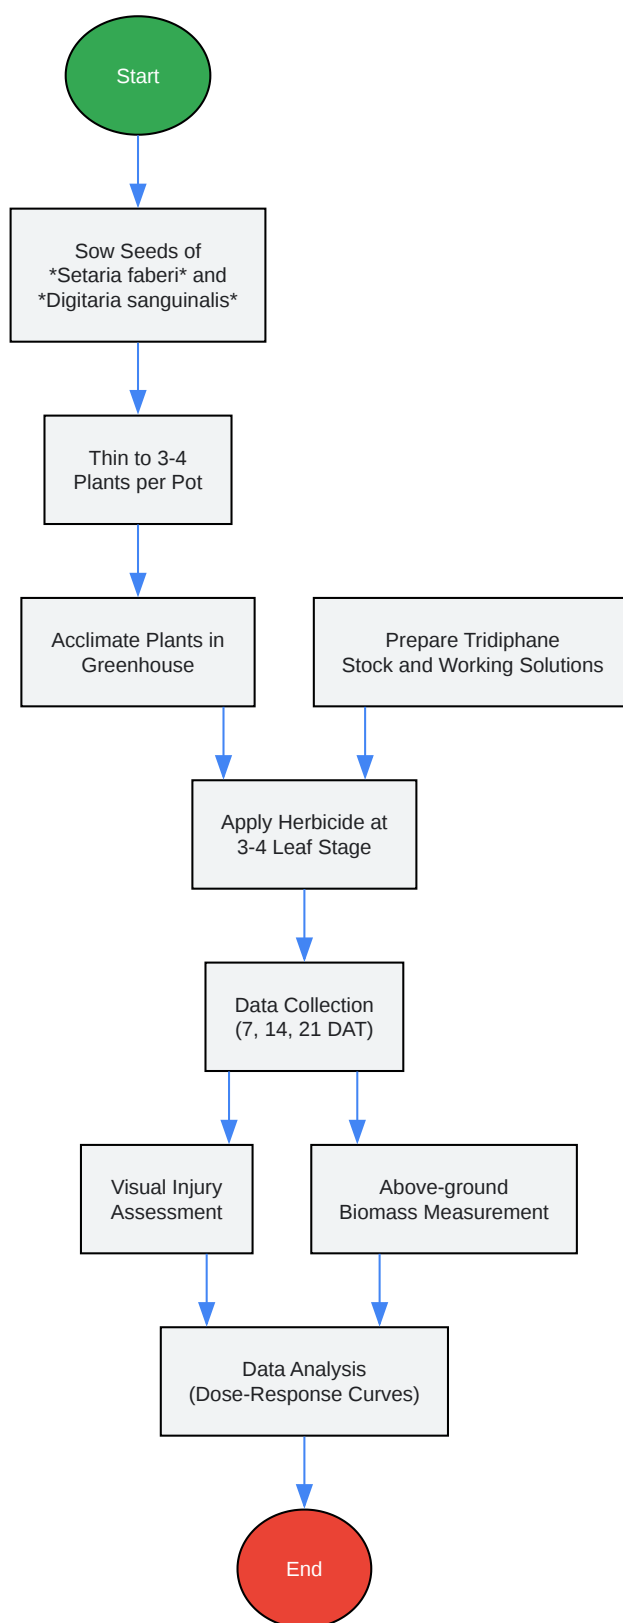 Start
Sow Seeds of
*Setaria faberi* and
*Digitaria sanguinalis*
Thin to 3-4
Plants per Pot
Acclimate Plants in
Greenhouse
Prepare Tridiphane
Stock and Working Solutions
Apply Herbicide at
3-4 Leaf Stage
Data Collection
(7, 14, 21 DAT)
Visual Injury
Assessment
Above-ground
Biomass Measurement
Data Analysis
(Dose-Response Curves)
End